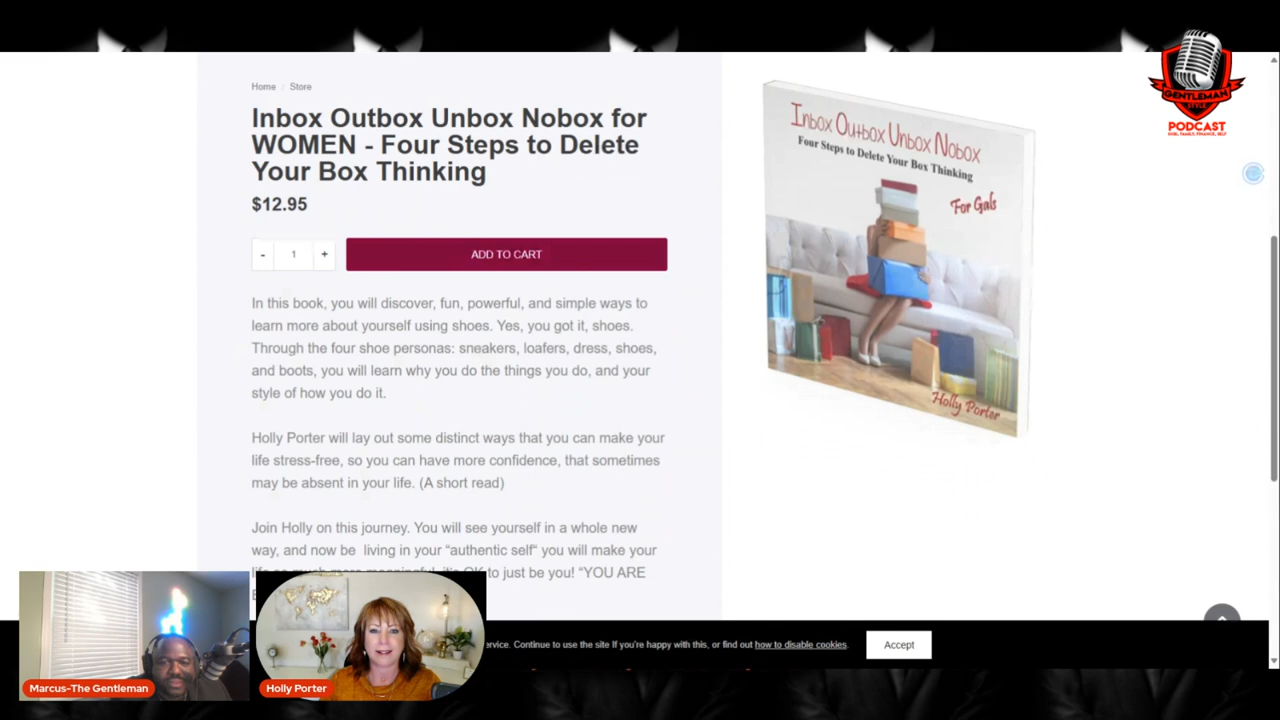 Home / Store
Inbox Outbox Unbox Nobox for
WOMEN - Four Steps to Delete
Your Box Thinking
$12.95
- 1 +
ADD TO CART
In this book, you will discover, fun, powerful, and simple ways to
learn more about yourself using shoes. Yes, you got it, shoes.
Through the four shoe personas: sneakers, loafers, dress, shoes,
and boots, you will learn why you do the things you do, and your
style of how you do it.
Holly Porter will lay out some distinct ways that you can make your
life stress-free, so you can have more confidence, that sometimes
may be absent in your life. (A short read)
Join Holly on this journey. You will see yourself in a whole new
way, and now be living in your “authentic self“ you will make your
to just be you! “YOU ARE
Inbox Outbox Unbox Nobox
Four Steps to Delete Your Box Thinking
For Gals
Holly Porter
GENTLEMAN
STYLE
PODCAST
Continue to use the site If you're happy with this, or find out how to disable cookies.
Accept
Marcus-The Gentleman
Holly Porter